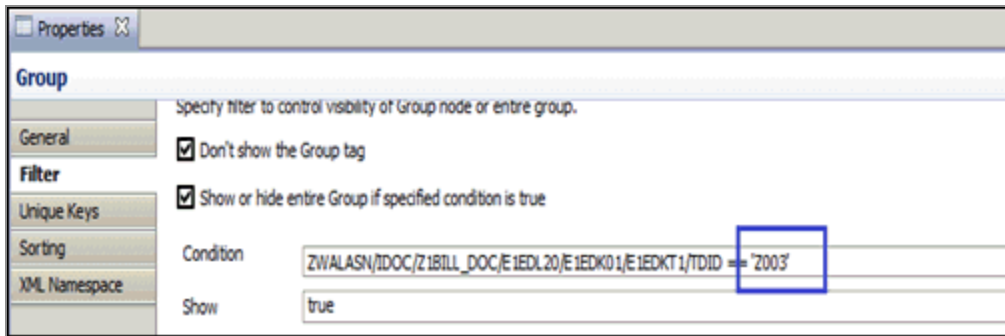 Properties
Group
Specify filter to control visibility of Group node or entire group.
General
Don't show the Group tag
Filter
Show or hide entire Group if specified condition is true
Unique Keys
Sorting
Condition
ZWALASN/IDOC/Z1BILL_DOC/E1EDL20/E1EDK01/E1EDKT1/TDID == 'Z003'
XML Namespace
Show
true